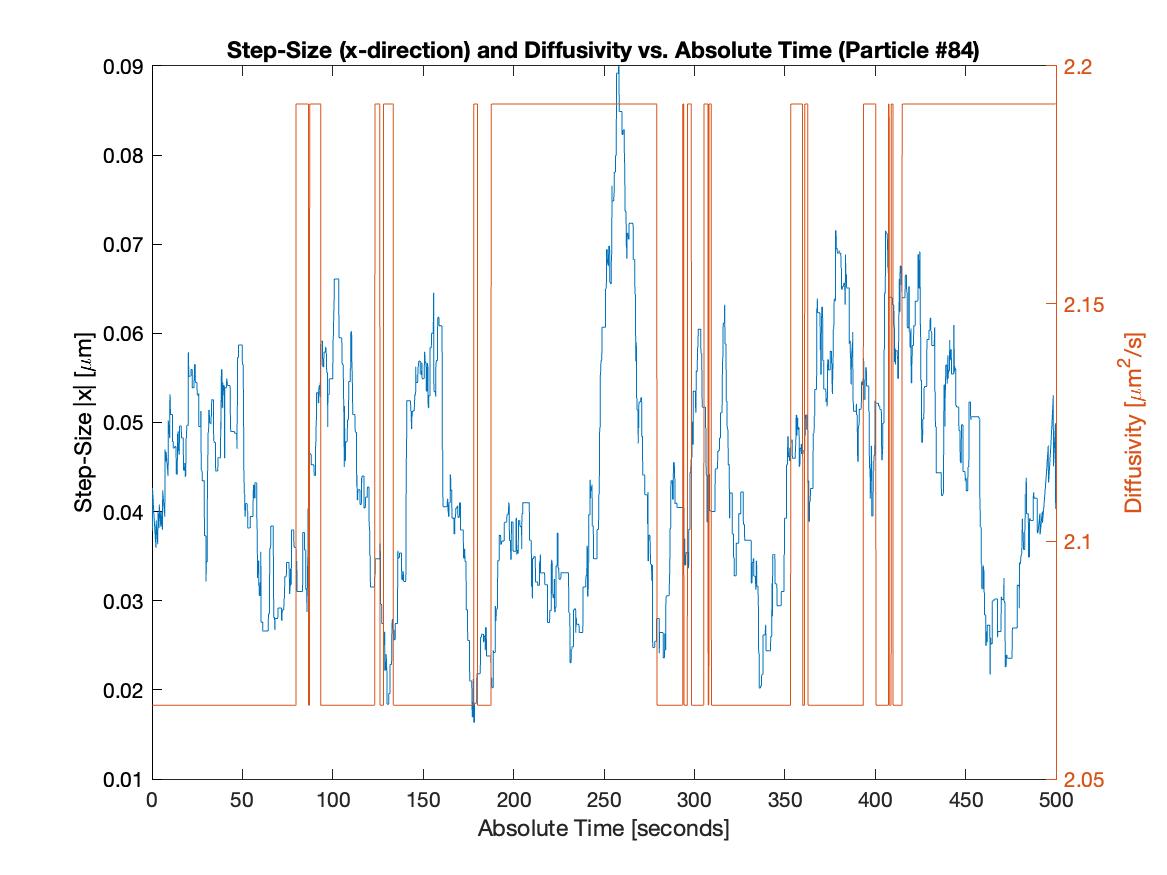 Step-Size (x-direction) and Diffusivity vs. Absolute Time (Particle #84)
0.09
0.08
0.07
0.06
0.05
0.04
0.03
0.02
0.01
Step-Size |x| [μm]
2.2
2.15
2.1
2.05
Diffusivity [μm²/s]
0 50 100 150 200 250 300 350 400 450 500
Absolute Time [seconds]